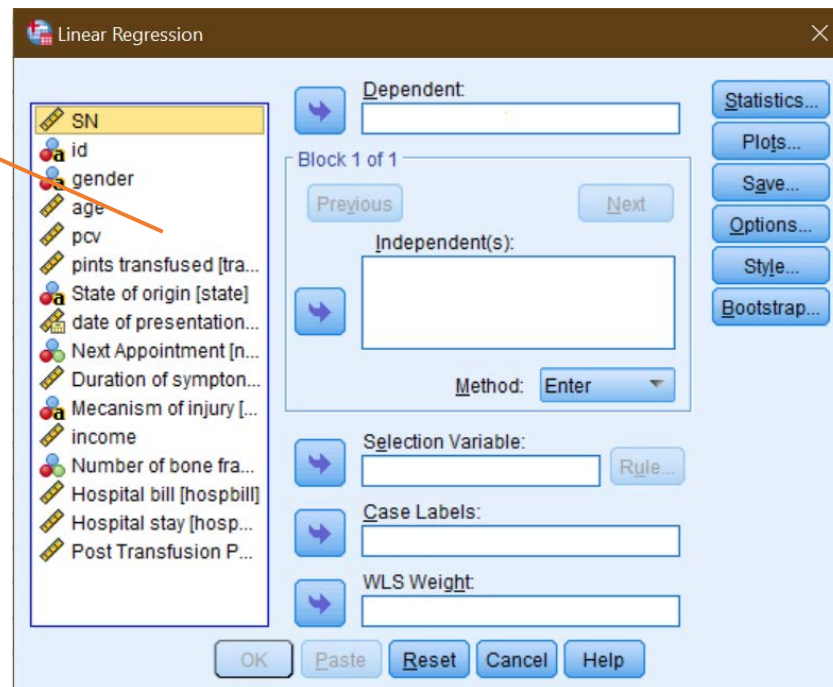 Linear Regression
SN
id
gender
age
pcv
pints transfused [tra...
State of origin [state]
date of presentation...
Next Appointment [n...
Duration of sympton...
Mecanism of injury [...
income
Number of bone fra...
Hospital bill [hospbill]
Hospital stay [hosp...
Post Transfusion P...
Dependent:
Block 1 of 1
Previous
Next
Independent(s):
Method: Enter
Selection Variable:
Rule...
Case Labels:
WLS Weight:
Statistics...
Plots...
Save...
Options...
Style...
Bootstrap...
OK Paste Reset Cancel Help